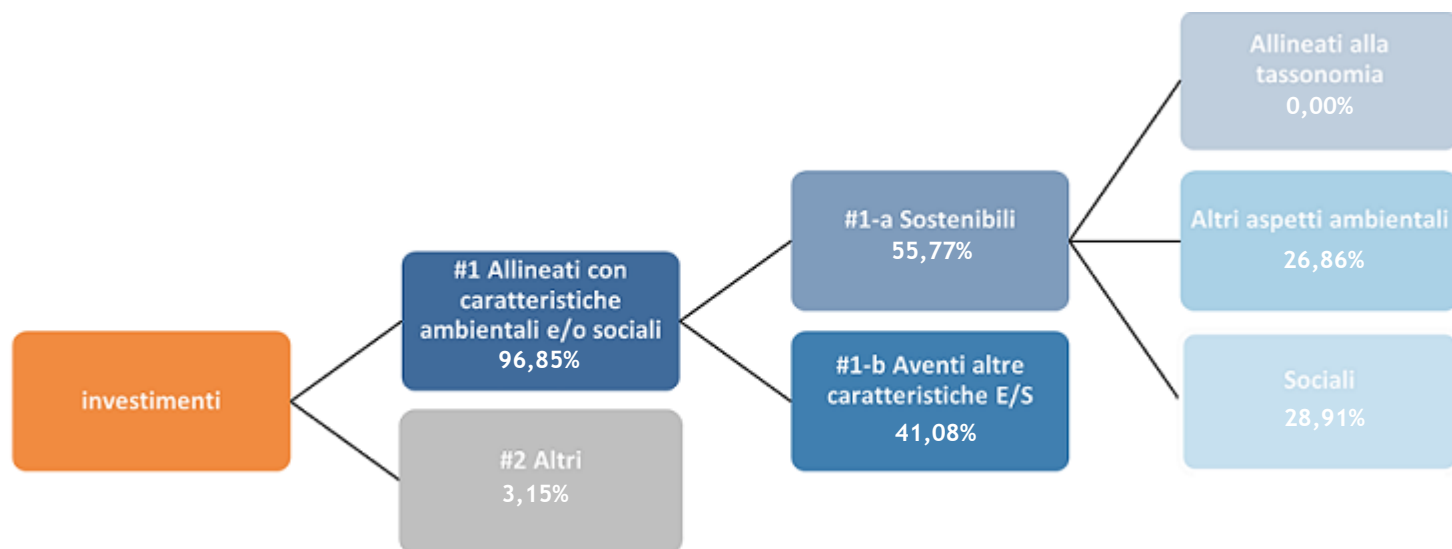 investimenti
#1 Allineati con
caratteristiche
ambientali e/o sociali
96,85%
#2 Altri
3,15%
#1-a Sostenibili
55,77%
#1-b Aventi altre
caratteristiche E/S
41,08%
Allineati alla
tassonomia
0,00%
Altri aspetti ambientali
26,86%
Sociali
28,91%